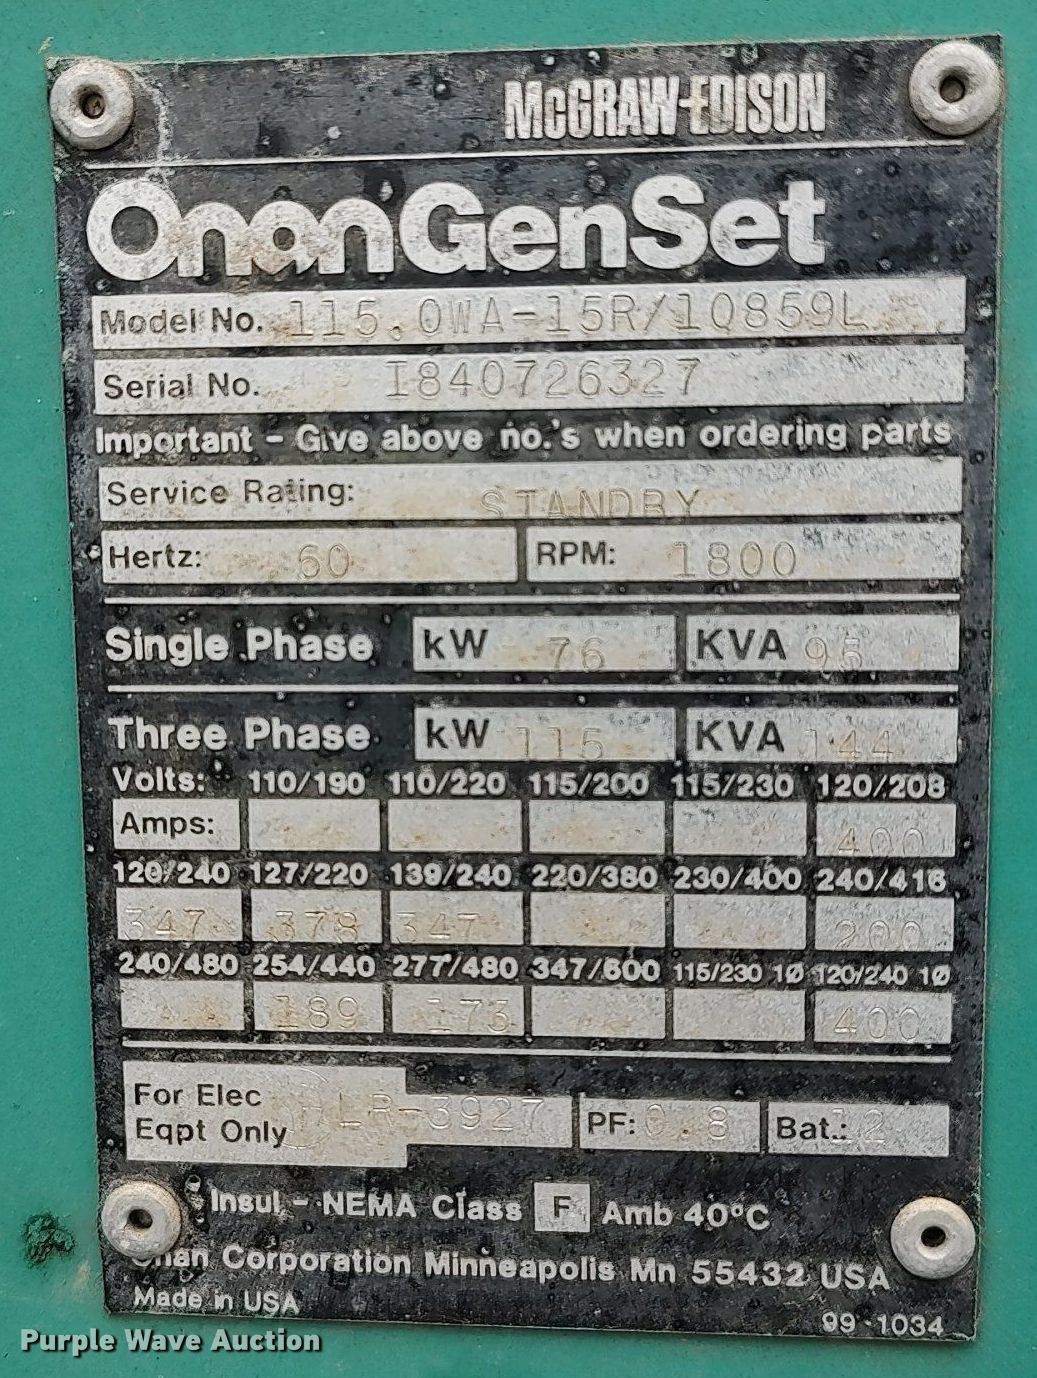 McGRAW-EDISON
Onan GenSet
Model No. 115.0WA-15R/10859L
Serial No. I840726327
Important - Give above no.'s when ordering parts
Service Rating: STANDBY
Hertz: 60 RPM: 1800
Single Phase kW 76 KVA 95
Three Phase kW 115 KVA 144
Volts: 110/190 110/220 115/200 115/230 120/208
Amps: 400
120/240 127/220 139/240 220/380 230/400 240/416
347 378 347 200
240/480 254/440 277/480 347/600 115/230 1Ø 120/240 1Ø
189 173 400
For Elec
Eqpt Only LR-3927 PF: 0.8 Bat.: 12
Insul - NEMA Class F Amb 40°C
Onan Corporation Minneapolis Mn 55432 USA
Made in USA
99-1034
Purple Wave Auction